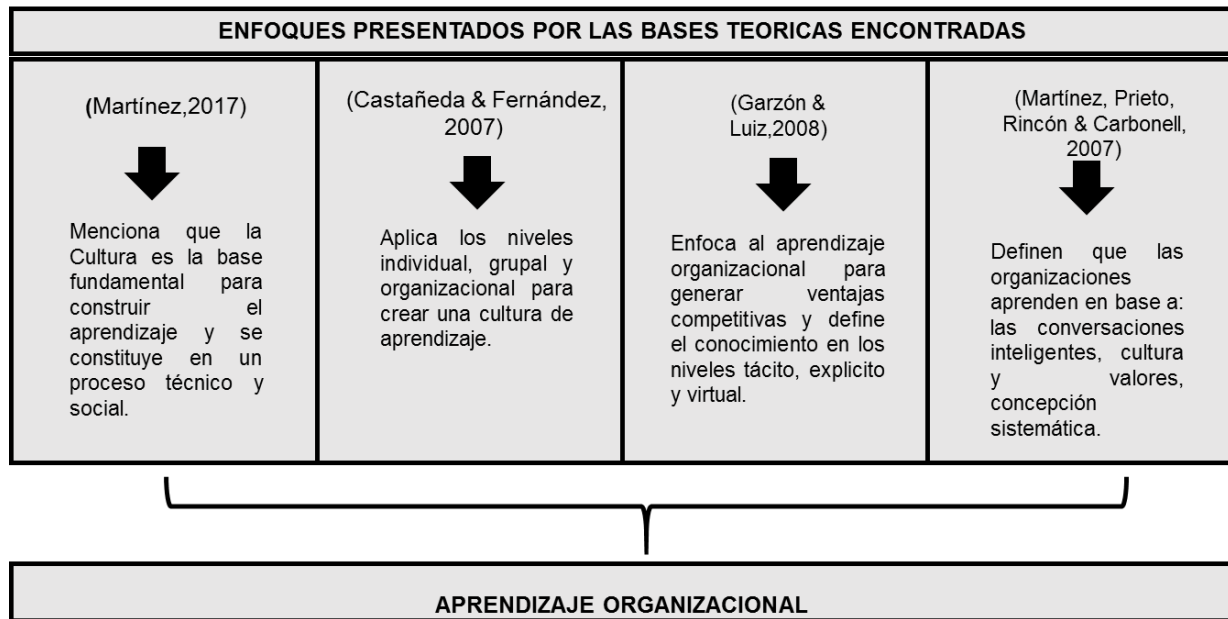 ENFOQUES PRESENTADOS POR LAS BASES TEORICAS ENCONTRADAS
(Martínez,2017)
Menciona que la
Cultura es la base
fundamental para
construir el
aprendizaje y se
constituye en un
proceso técnico y
social.
(Castañeda & Fernández,
2007)
Aplica los niveles
individual, grupal y
organizacional para
crear una cultura de
aprendizaje.
(Garzón &
Luiz,2008)
Enfoca al aprendizaje
organizacional para
generar ventajas
competitivas y define
el conocimiento en los
niveles tácito, explicito
y virtual.
(Martínez, Prieto,
Rincón & Carbonell,
2007)
Definen que las
organizaciones
aprenden en base a:
las conversaciones
inteligentes, cultura
y valores,
concepción
sistemática.
APRENDIZAJE ORGANIZACIONAL